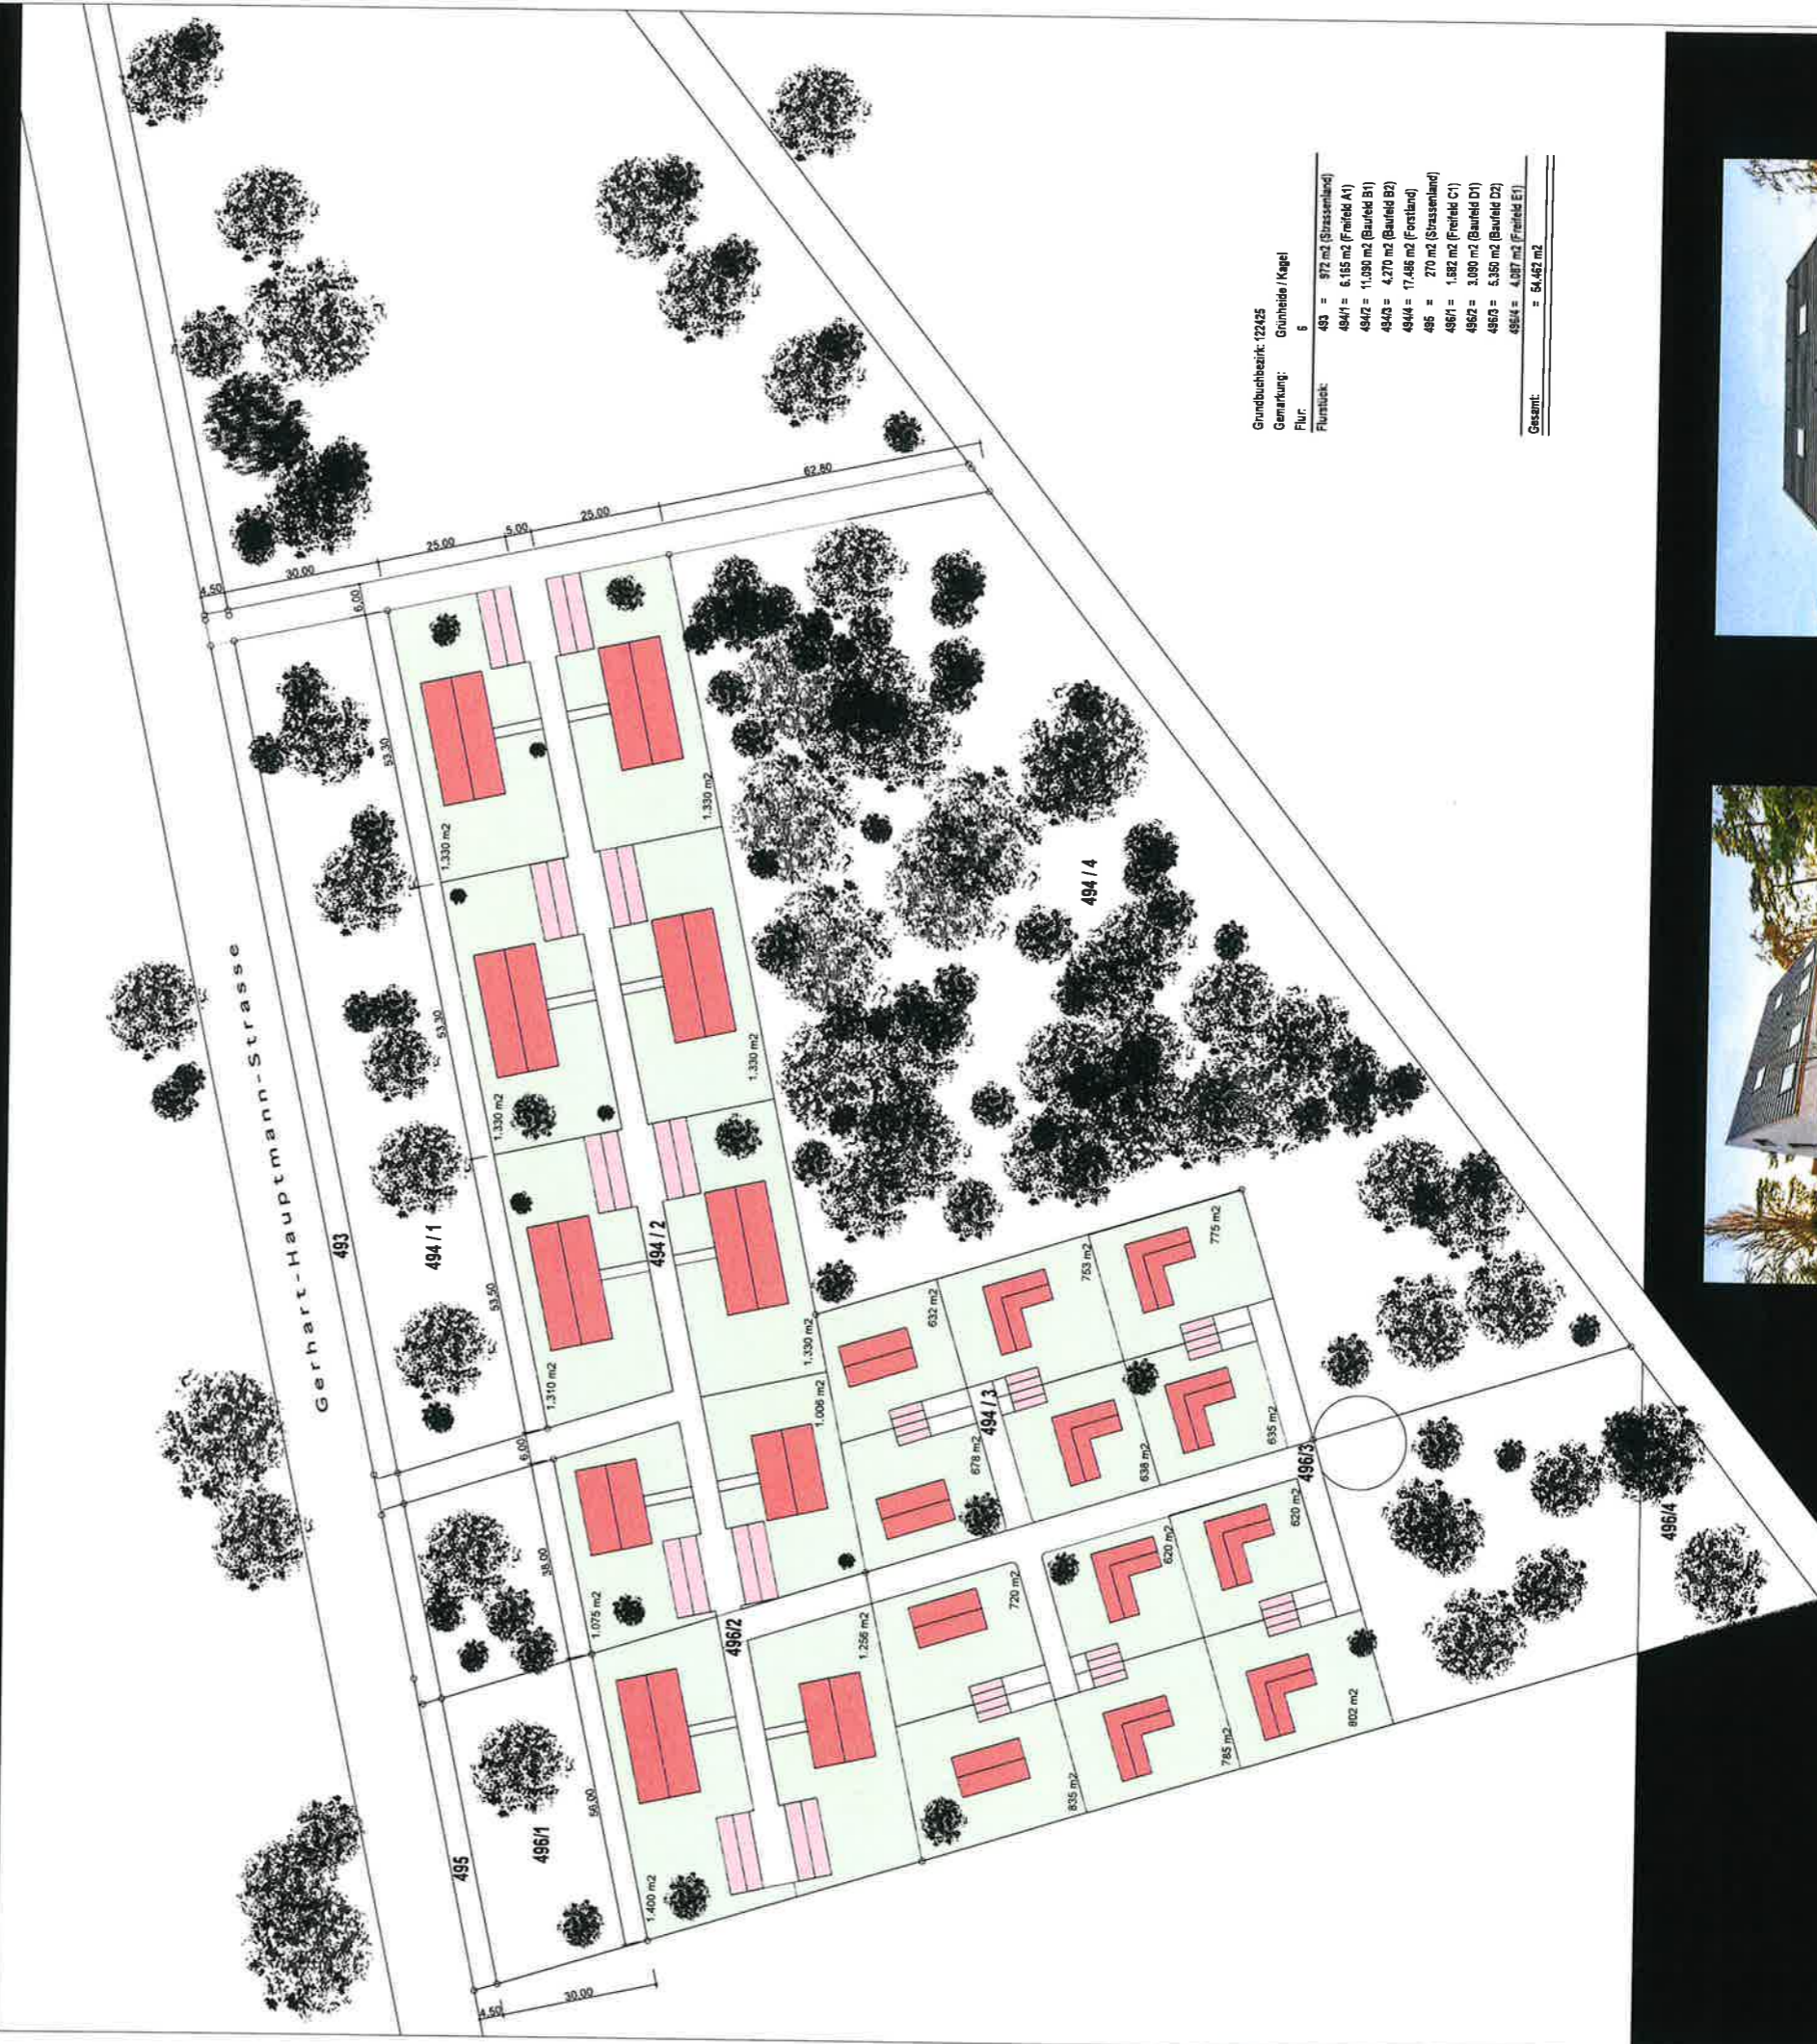 Gerhart-Hauptmann-Strasse
493
494 / 1
494 / 2
494 / 3
494 / 4
495
496/1
496/2
496/3
496/4
4.50
30.00
25.00
5.00
25.00
62.80
6.00
53.30
53.30
53.50
6.00
38.00
56.00
4.50
30.00
1.330 m2
1.330 m2
1.310 m2
1.075 m2
1.400 m2
1.330 m2
1.330 m2
1.330 m2
1.006 m2
1.256 m2
632 m2
753 m2
775 m2
678 m2
638 m2
635 m2
720 m2
620 m2
620 m2
835 m2
785 m2
802 m2
Grundbuchbezirk: 122425
Gemarkung: Grünheide / Kagel
Flur: 6
Flurstück: 493 = 972 m2 (Strassenland)
494/1 = 6.165 m2 (Freifeld A1)
494/2 = 11.090 m2 (Baufeld B1)
494/3 = 4.270 m2 (Baufeld B2)
494/4 = 17.486 m2 (Forstland)
495 = 270 m2 (Strassenland)
496/1 = 1.682 m2 (Freifeld C1)
496/2 = 3.090 m2 (Baufeld D1)
496/3 = 5.350 m2 (Baufeld D2)
496/4 = 4.087 m2 (Freifeld E1)
Gesamt: = 54.462 m2